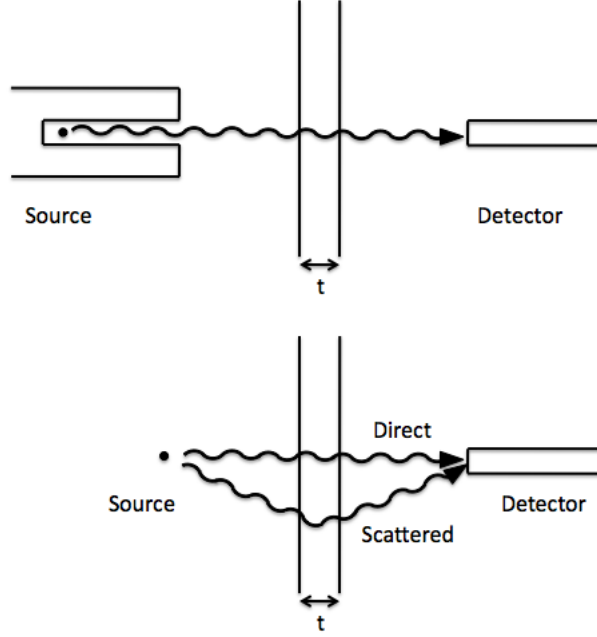 Source
Detector
t
Direct
Source
Detector
Scattered
t